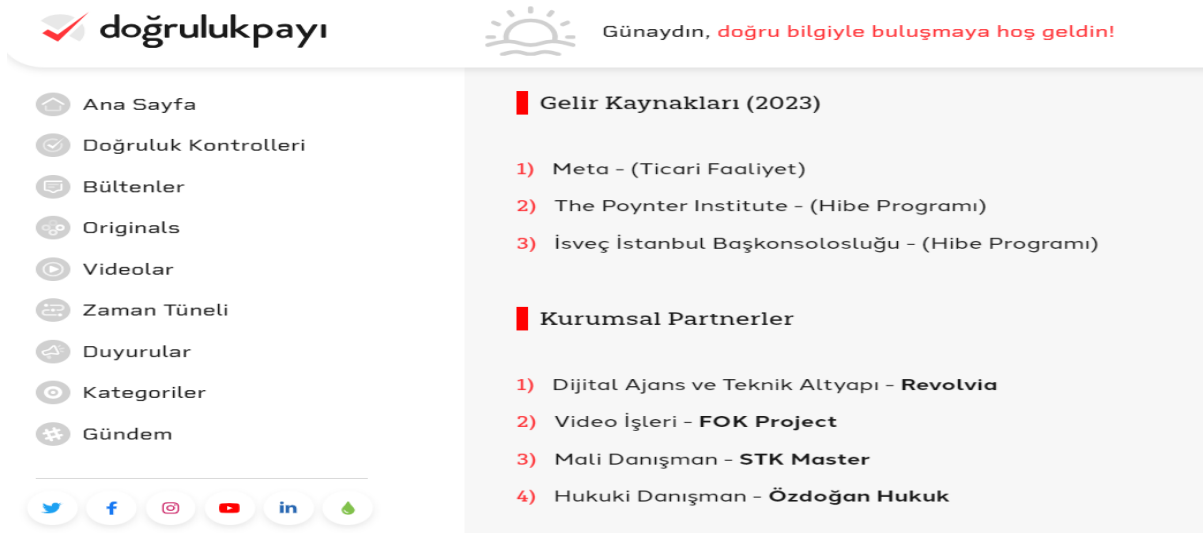 doğrulukpayı
Günaydın, doğru bilgiyle buluşmaya hoş geldin!
Ana Sayfa
Doğruluk Kontrolleri
Bültenler
Originals
Videolar
Zaman Tüneli
Duyurular
Kategoriler
Gündem
Gelir Kaynakları (2023)
1) Meta - (Ticari Faaliyet)
2) The Poynter Institute - (Hibe Programı)
3) İsveç İstanbul Başkonsolosluğu - (Hibe Programı)
Kurumsal Partnerler
1) Dijital Ajans ve Teknik Altyapı - Revolvia
2) Video İşleri - FOK Project
3) Mali Danışman - STK Master
4) Hukuki Danışman - Özdoğan Hukuk